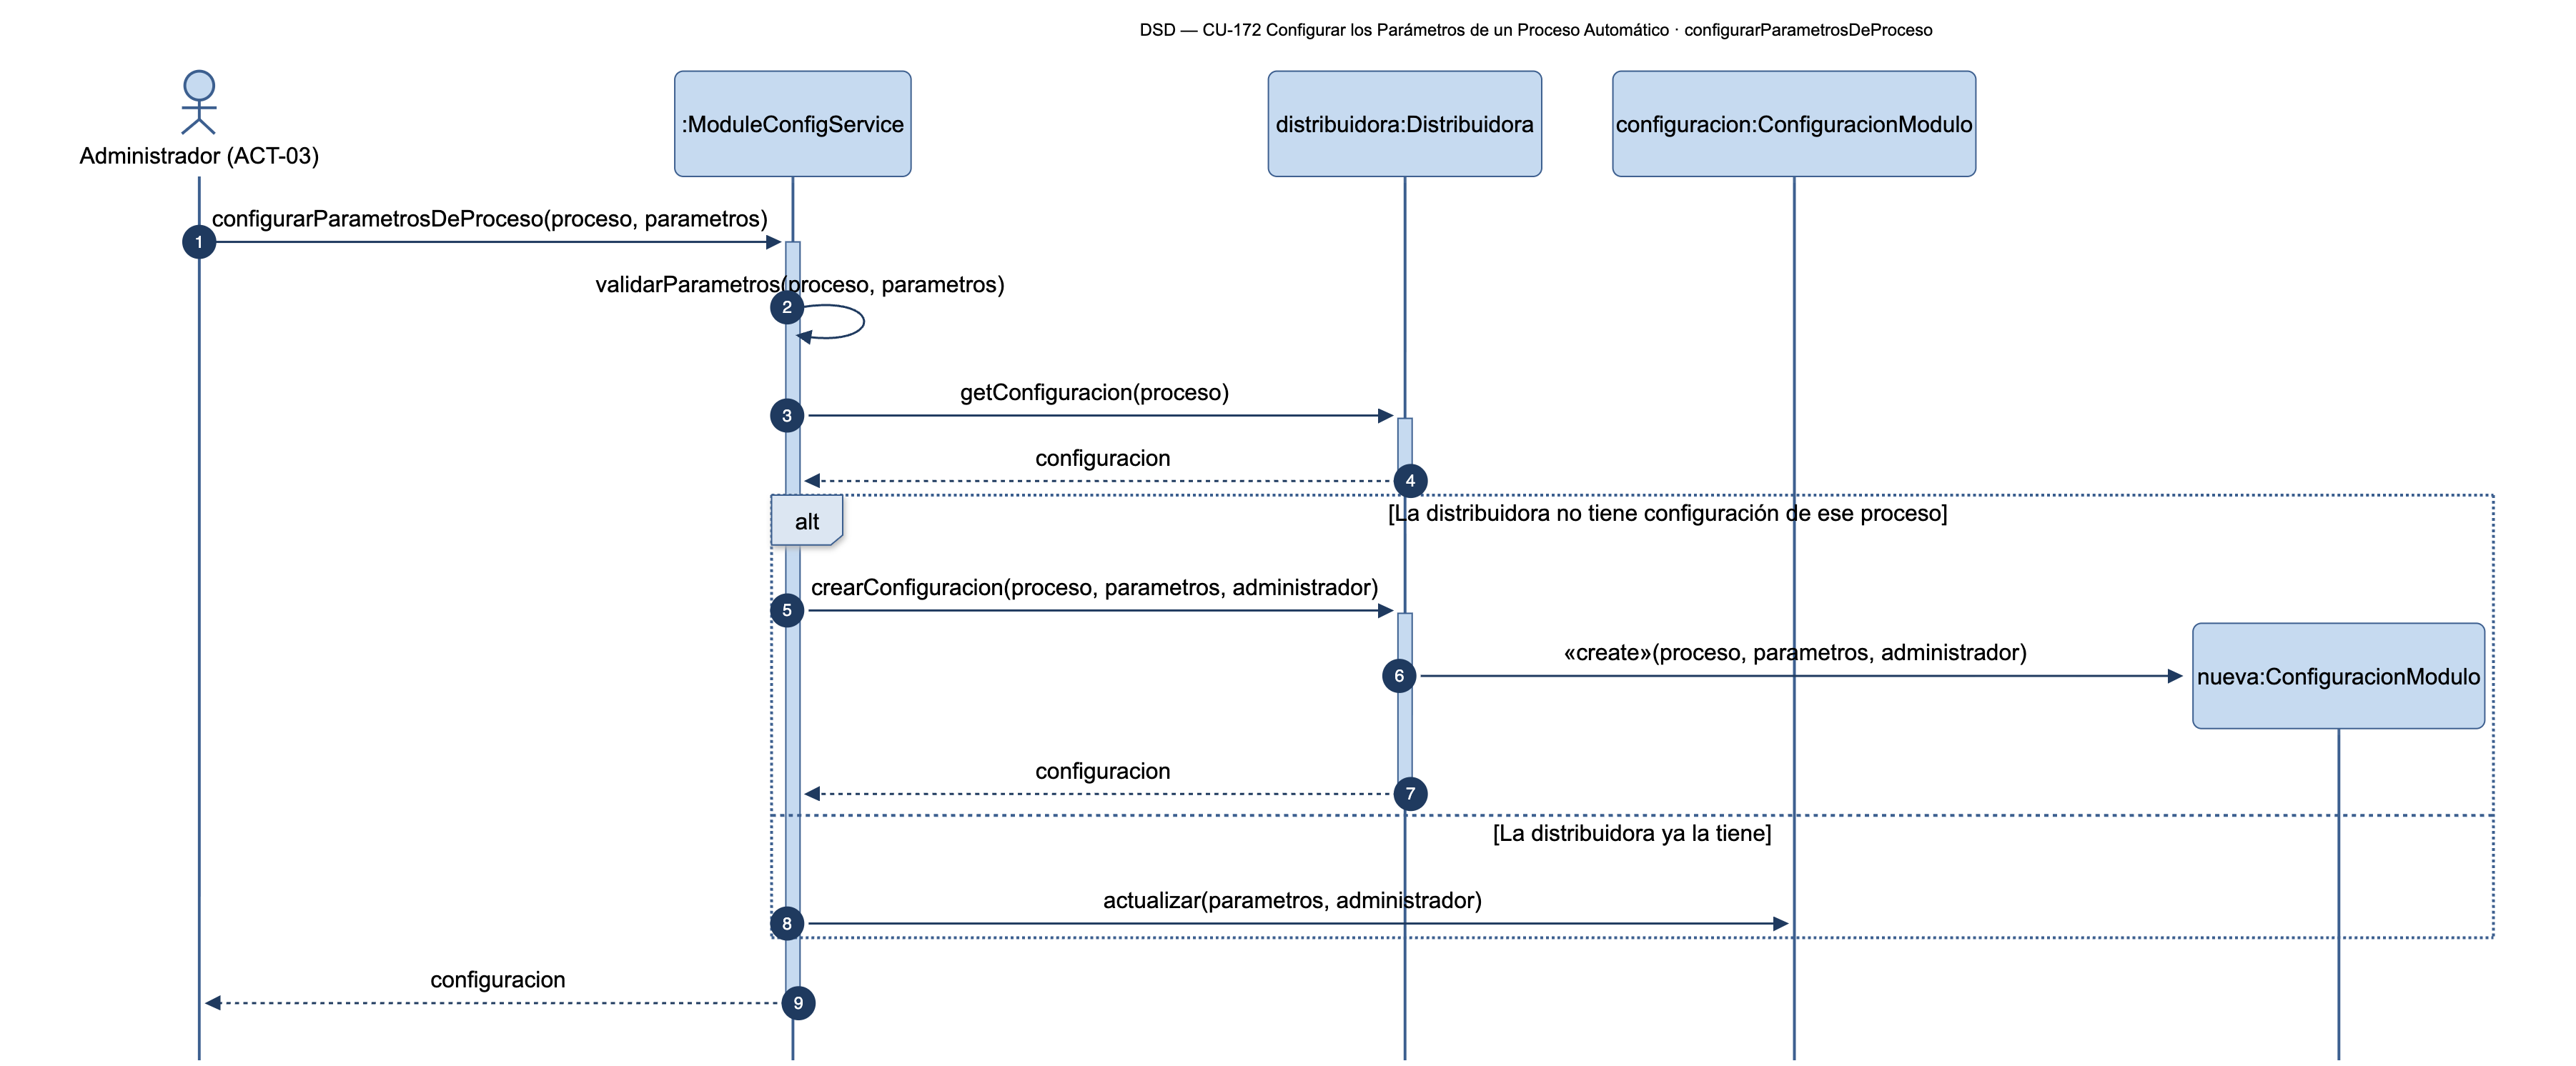 DSD — CU-172 Configurar los Parámetros de un Proceso Automático · configurarParametrosDeProceso
Administrador (ACT-03)
:ModuleConfigService
distribuidora:Distribuidora
configuracion:ConfiguracionModulo
configurarParametrosDeProceso(proceso, parametros)
1
validarParametros(proceso, parametros)
2
getConfiguracion(proceso)
3
configuracion
4
alt
[La distribuidora no tiene configuración de ese proceso]
crearConfiguracion(proceso, parametros, administrador)
5
«create»(proceso, parametros, administrador)
6
nueva:ConfiguracionModulo
configuracion
7
[La distribuidora ya la tiene]
actualizar(parametros, administrador)
8
configuracion
9